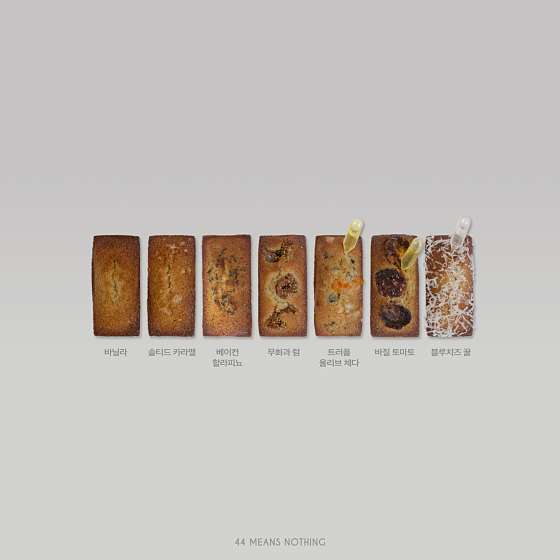 바닐라
솔티드 카라멜
베이컨
할라피뇨
무화과 럼
트러플
올리브 체다
바질 토마토
블루치즈 꿀
44 MEANS NOTHING